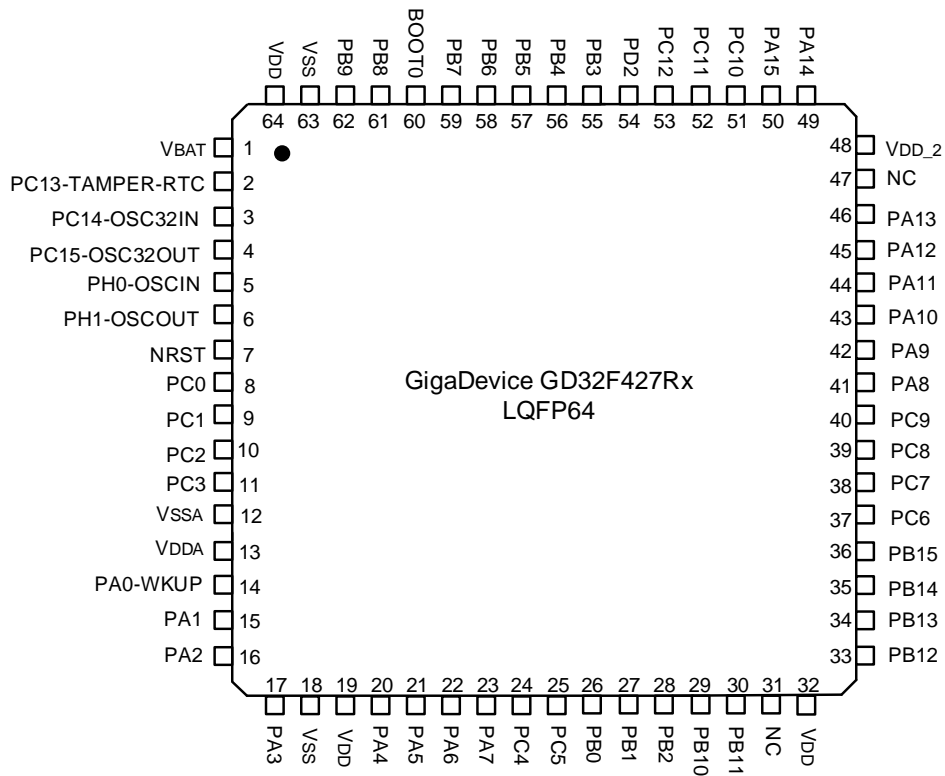 VDD VSS PB9 PB8 BOOT0 PB7 PB6 PB5 PB4 PB3 PD2 PC12 PC11 PC10 PA15 PA14
64 63 62 61 60 59 58 57 56 55 54 53 52 51 50 49
VBAT 1
PC13-TAMPER-RTC 2
PC14-OSC32IN 3
PC15-OSC32OUT 4
PH0-OSCIN 5
PH1-OSCOUT 6
NRST 7
PC0 8
PC1 9
PC2 10
PC3 11
VSSA 12
VDDA 13
PA0-WKUP 14
PA1 15
PA2 16
GigaDevice GD32F427Rx
LQFP64
48 VDD_2
47 NC
46 PA13
45 PA12
44 PA11
43 PA10
42 PA9
41 PA8
40 PC9
39 PC8
38 PC7
37 PC6
36 PB15
35 PB14
34 PB13
33 PB12
17 18 19 20 21 22 23 24 25 26 27 28 29 30 31 32
PA3 VSS VDD PA4 PA5 PA6 PA7 PC4 PC5 PB0 PB1 PB2 PB10 PB11 NC VDD